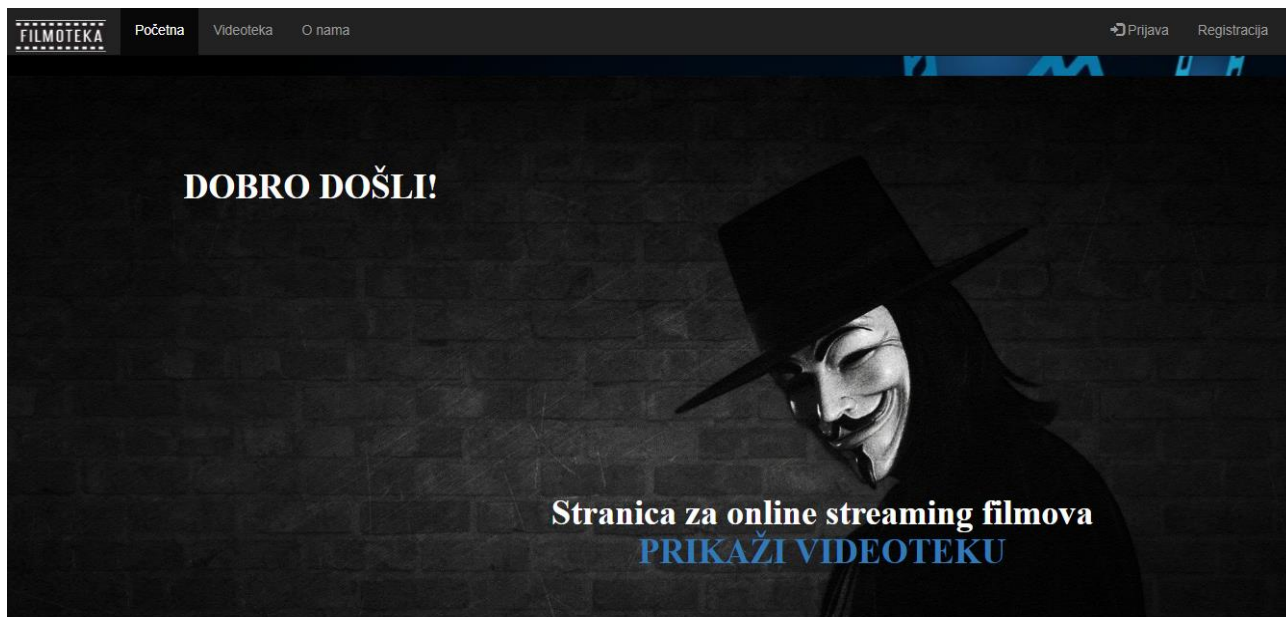 FILMOTEKA
Početna
Videoteka
O nama
Prijava
Registracija
DOBRO DOŠLI!
Stranica za online streaming filmova
PRIKAŽI VIDEOTEKU